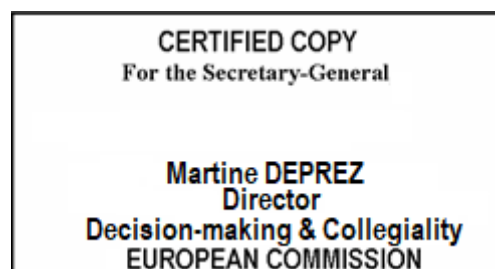 CERTIFIED COPY
For the Secretary-General
Martine DEPREZ
Director
Decision-making & Collegiality
EUROPEAN COMMISSION